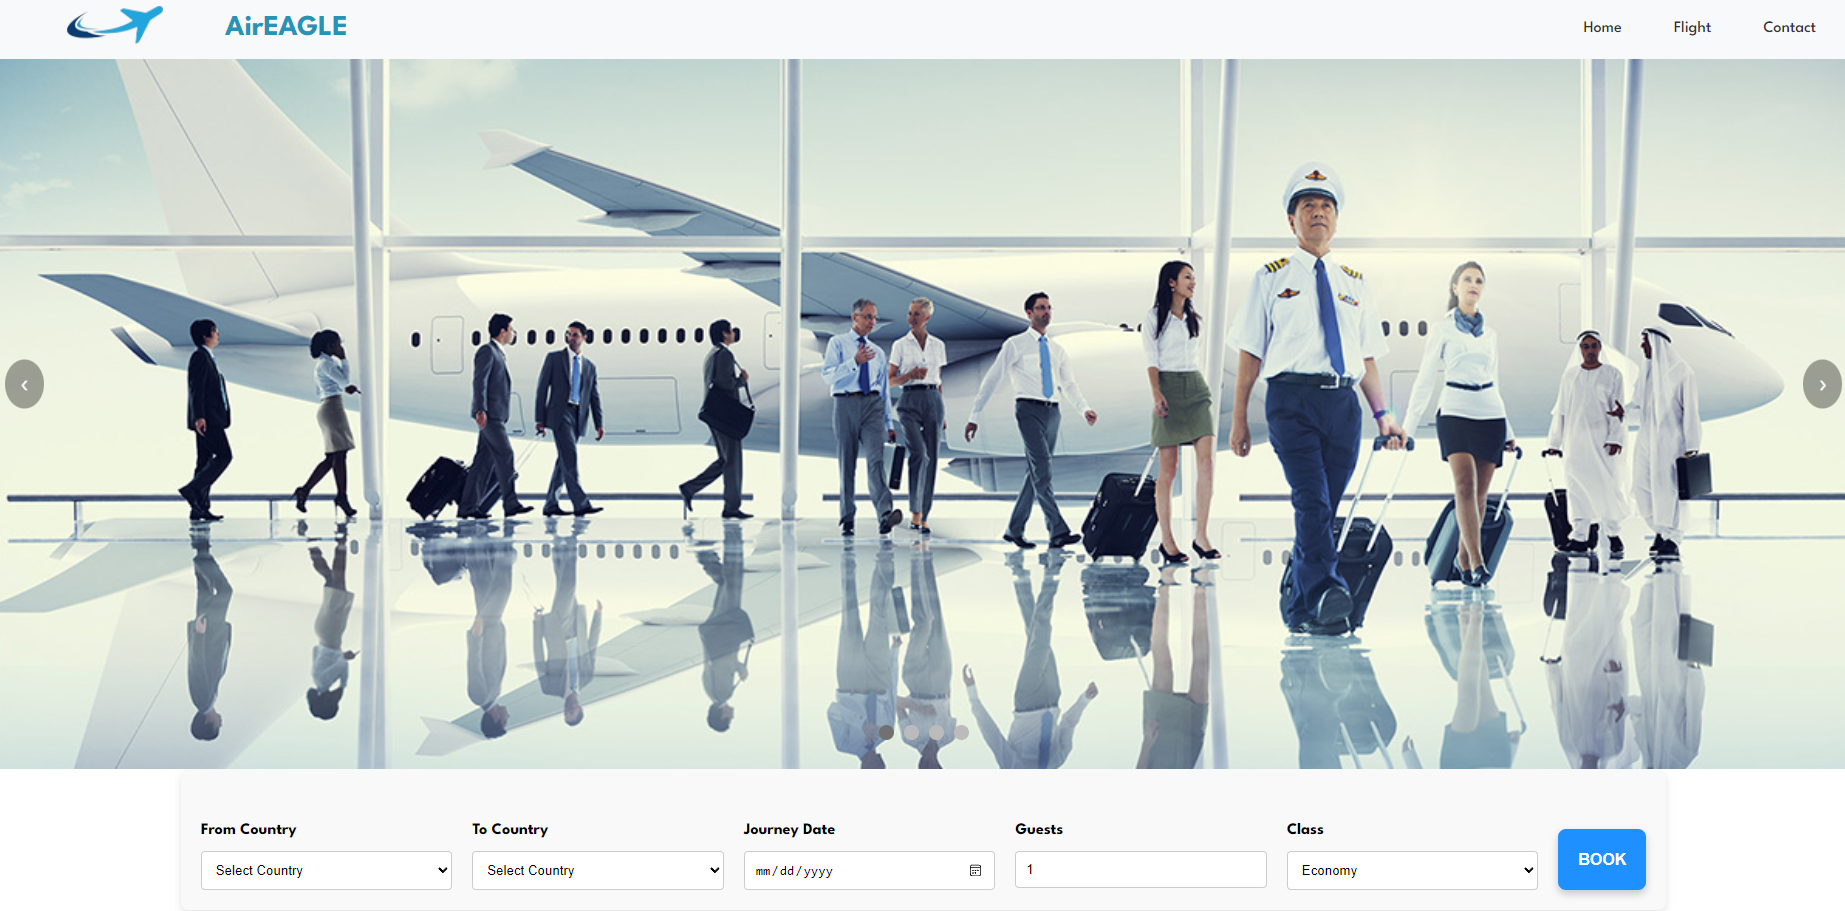 AirEAGLE
Home Flight Contact
‹ ›
From Country To Country Journey Date Guests Class
Select Country Select Country mm/dd/yyyy 1 Economy BOOK